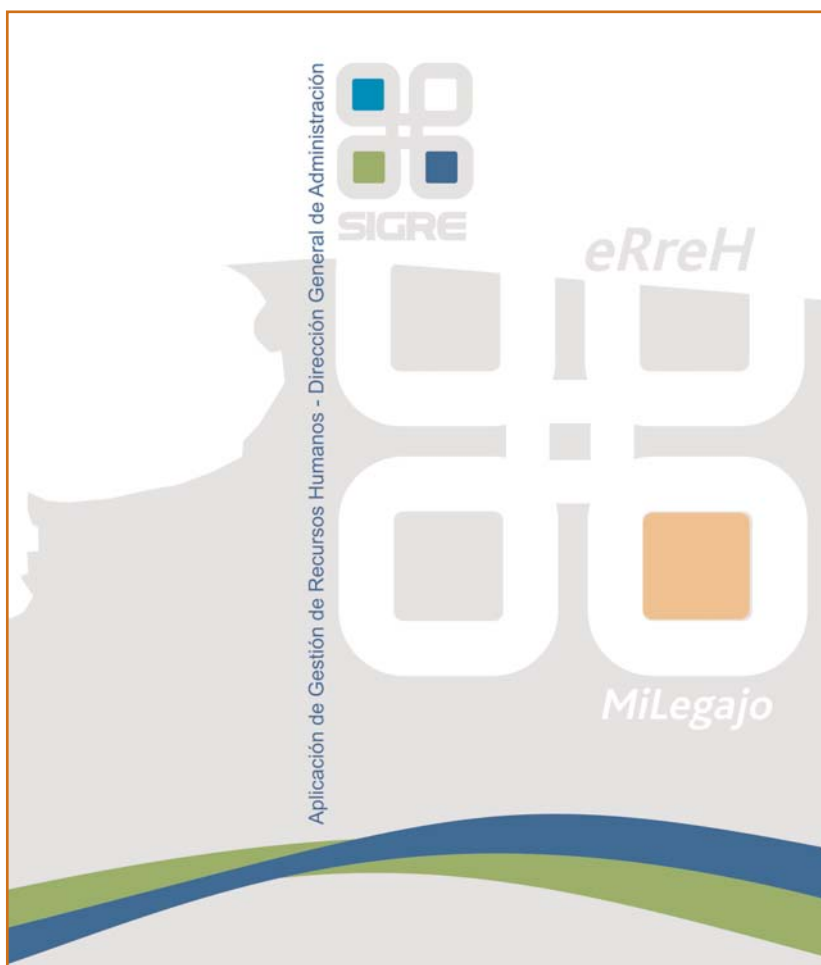 Aplicación de Gestión de Recursos Humanos - Dirección General de Administración
SIGRE
eRreH
MiLegajo